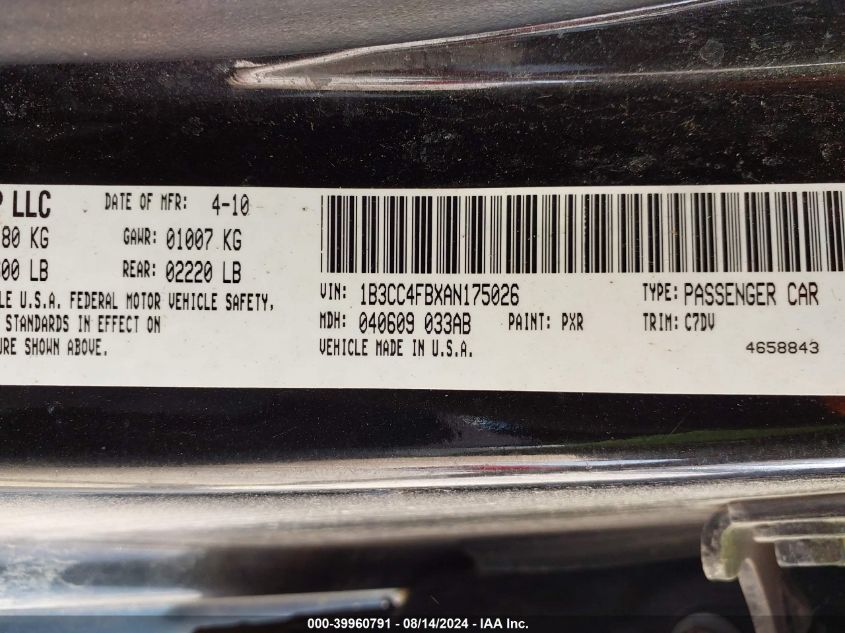 LLC DATE OF MFR: 4-10
80 KG GAWR: 01007 KG
00 LB REAR: 02220 LB
LE U.S.A. FEDERAL MOTOR VEHICLE SAFETY,
STANDARDS IN EFFECT ON
URE SHOWN ABOVE.
VIN: 1B3CC4FBXAN175026 TYPE: PASSENGER CAR
MDH: 040609 033AB PAINT: PXR TRIM: C7DV
VEHICLE MADE IN U.S.A. 4658843
000-39960791 - 08/14/2024 - IAA Inc.